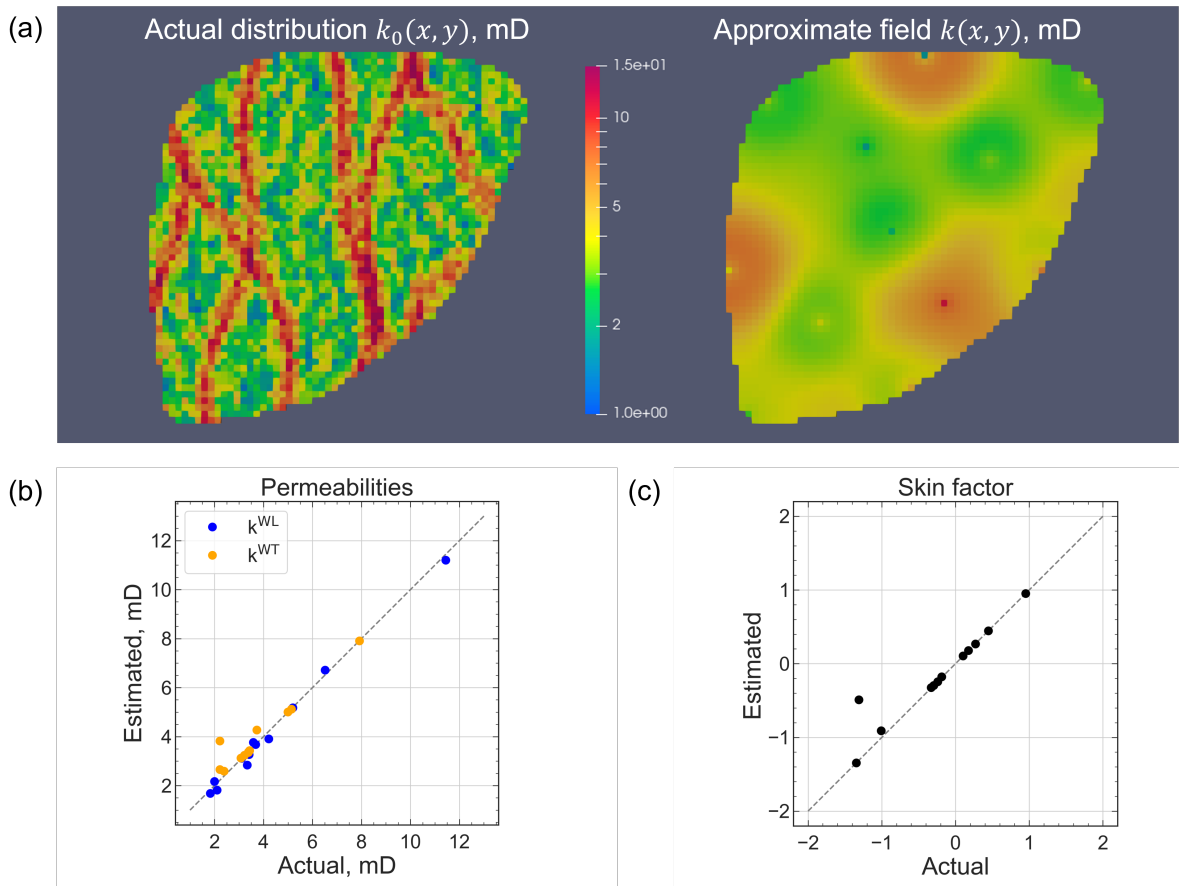 (a)
Actual distribution k₀(x, y), mD
Approximate field k(x, y), mD
1.5e+01
10
5
2
1.0e+00
(b)
Permeabilities
k^WL
k^WT
12
10
8
6
4
2
Estimated, mD
2 4 6 8 10 12
Actual, mD
(c)
Skin factor
2
1
0
−1
−2
Estimated
−2 −1 0 1 2
Actual